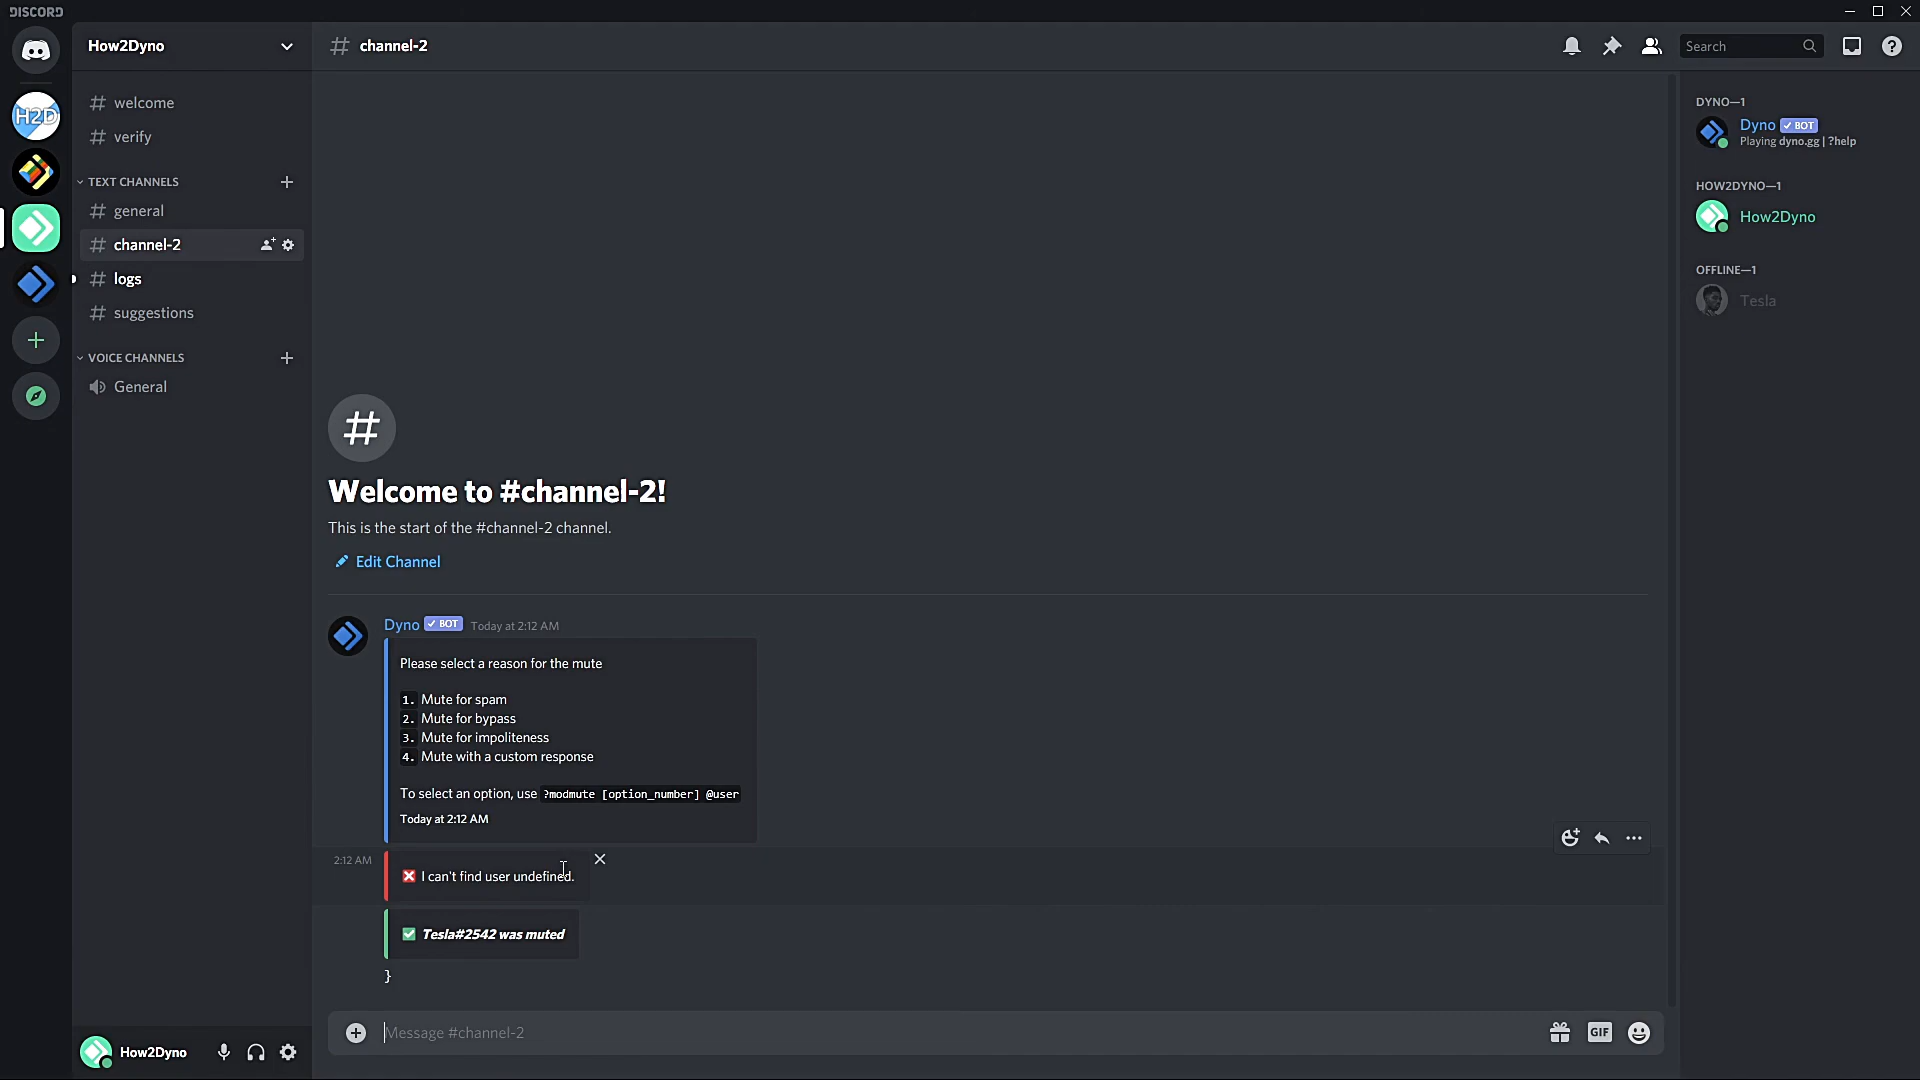 DISCORD
How2Dyno
channel-2
Search
H2D
welcome
verify
TEXT CHANNELS
general
channel-2
logs
suggestions
VOICE CHANNELS
General
Welcome to #channel-2!
This is the start of the #channel-2 channel.
Edit Channel
Dyno BOT Today at 2:12 AM
Please select a reason for the mute
1. Mute for spam
2. Mute for bypass
3. Mute for impoliteness
4. Mute with a custom response
To select an option, use ?modmute [option_number] @user
Today at 2:12 AM
2:12 AM
I can't find user undefined.
Tesla#2542 was muted
}
Message #channel-2
GIF
How2Dyno
DYNO—1
Dyno BOT
Playing dyno.gg | ?help
HOW2DYNO—1
How2Dyno
OFFLINE—1
Tesla